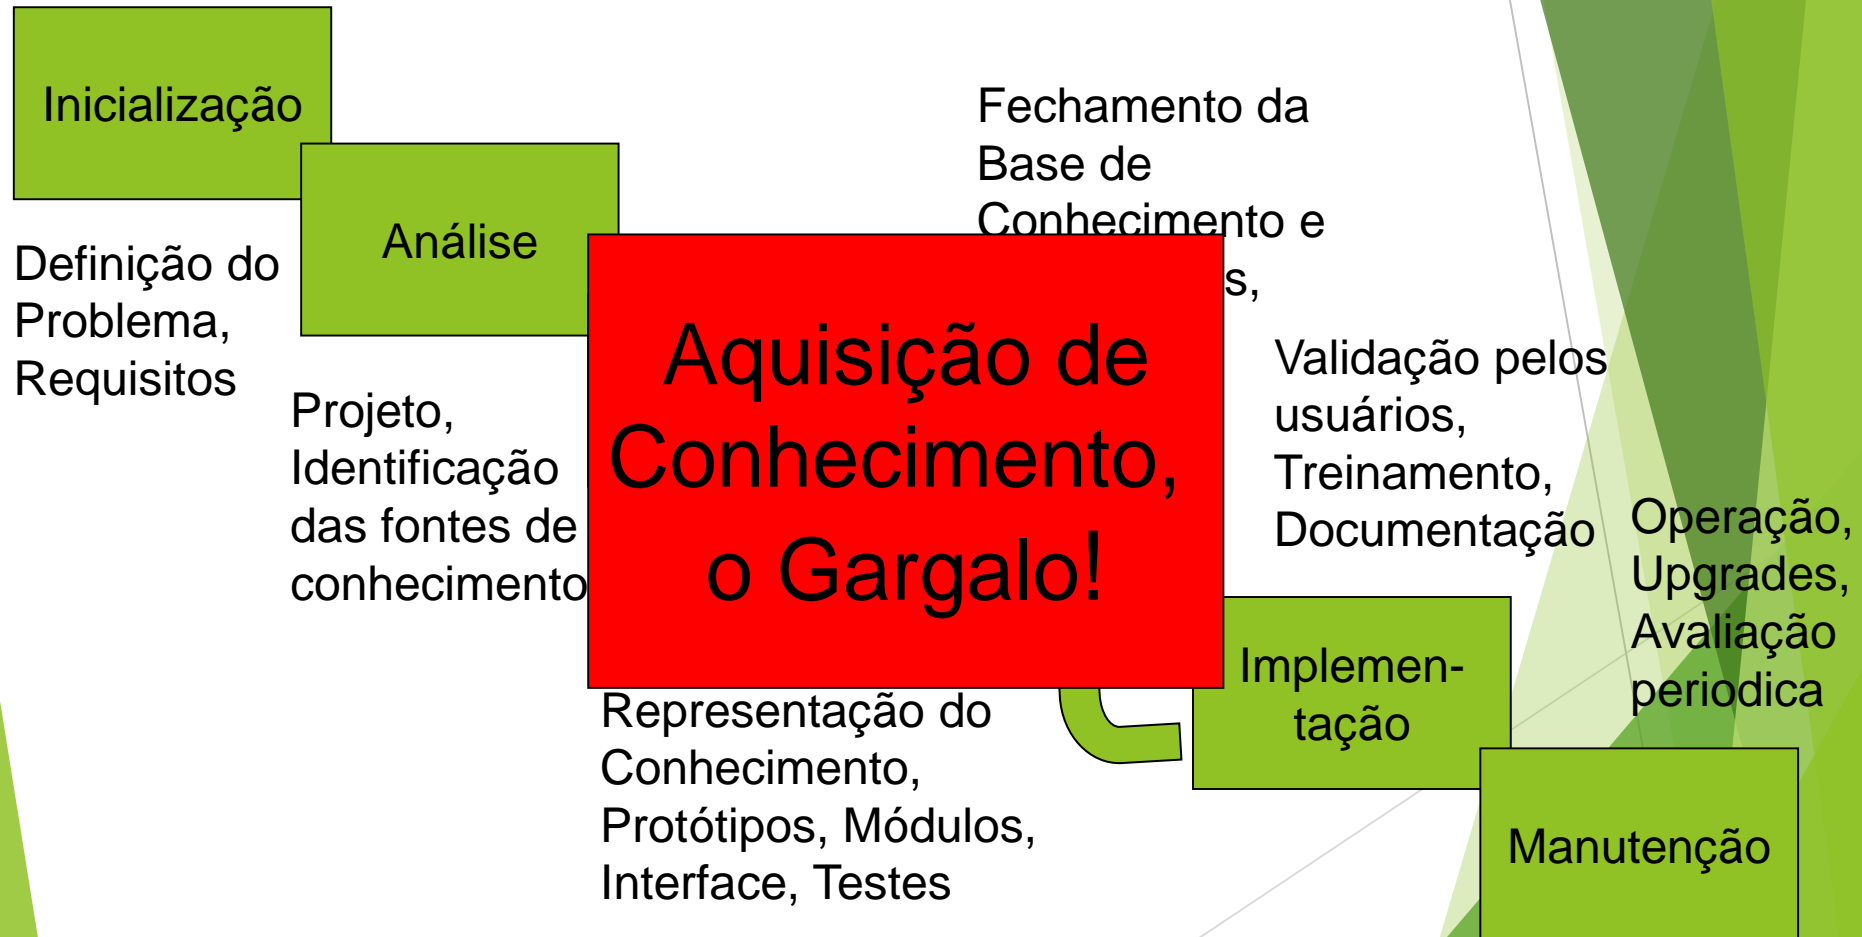 Inicialização
Definição do
Problema,
Requisitos
Análise
Projeto,
Identificação
das fontes de
conhecimento
Aquisição de
Conhecimento,
o Gargalo!
Representação do
Conhecimento,
Protótipos, Módulos,
Interface, Testes
Fechamento da
Base de
Conhecimento e
s,
Validação pelos
usuários,
Treinamento,
Documentação
Implemen-
tação
Operação,
Upgrades,
Avaliação
periodica
Manutenção